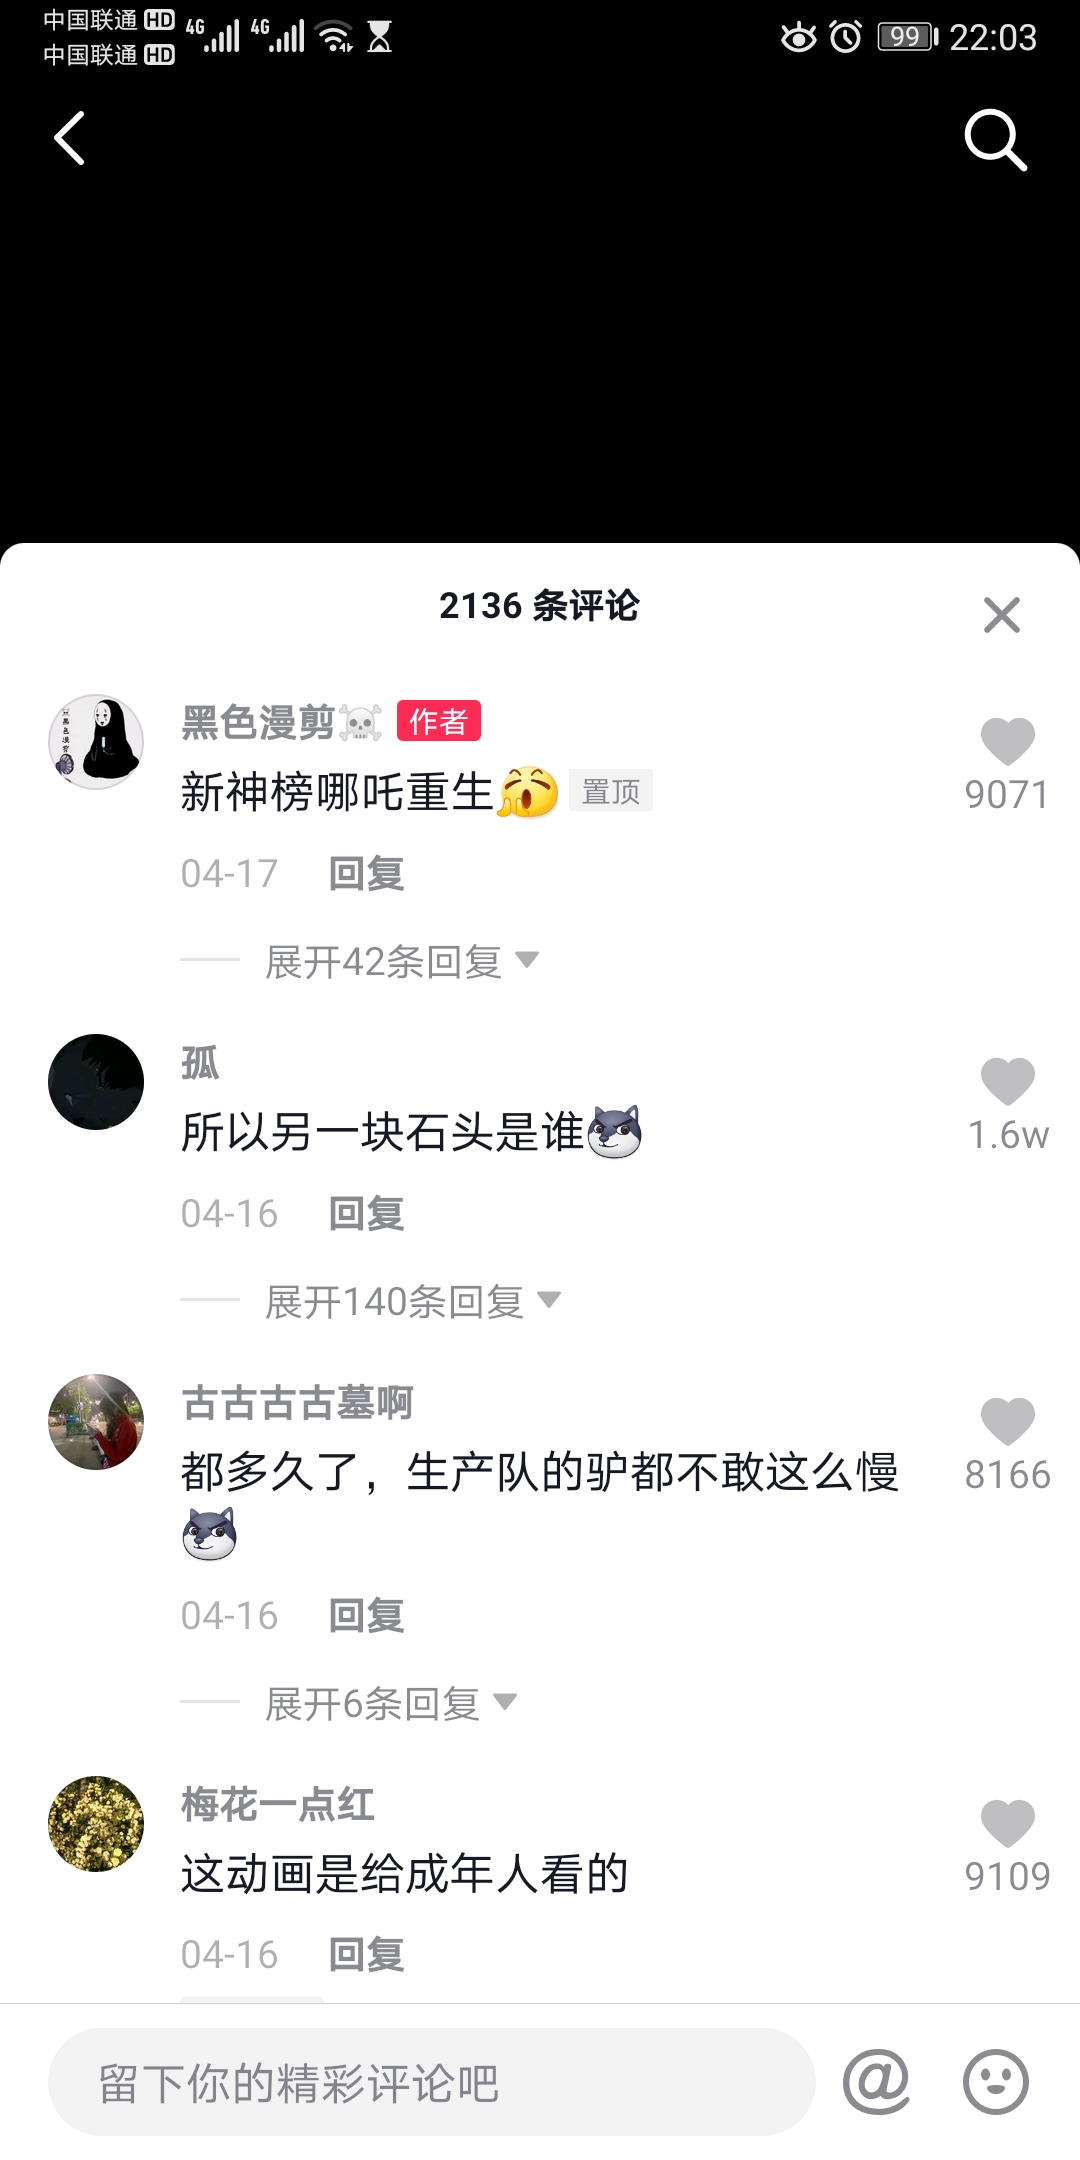 中国联通 HD 4G 4G 99 22:03
中国联通 HD
2136 条评论
黑色漫剪☠ 作者
新神榜哪吒重生 置顶
9071
04-17 回复
展开42条回复
孤
所以另一块石头是谁
1.6w
04-16 回复
展开140条回复
古古古古墓啊
都多久了，生产队的驴都不敢这么慢
8166
04-16 回复
展开6条回复
梅花一点红
这动画是给成年人看的
9109
04-16 回复
留下你的精彩评论吧
@